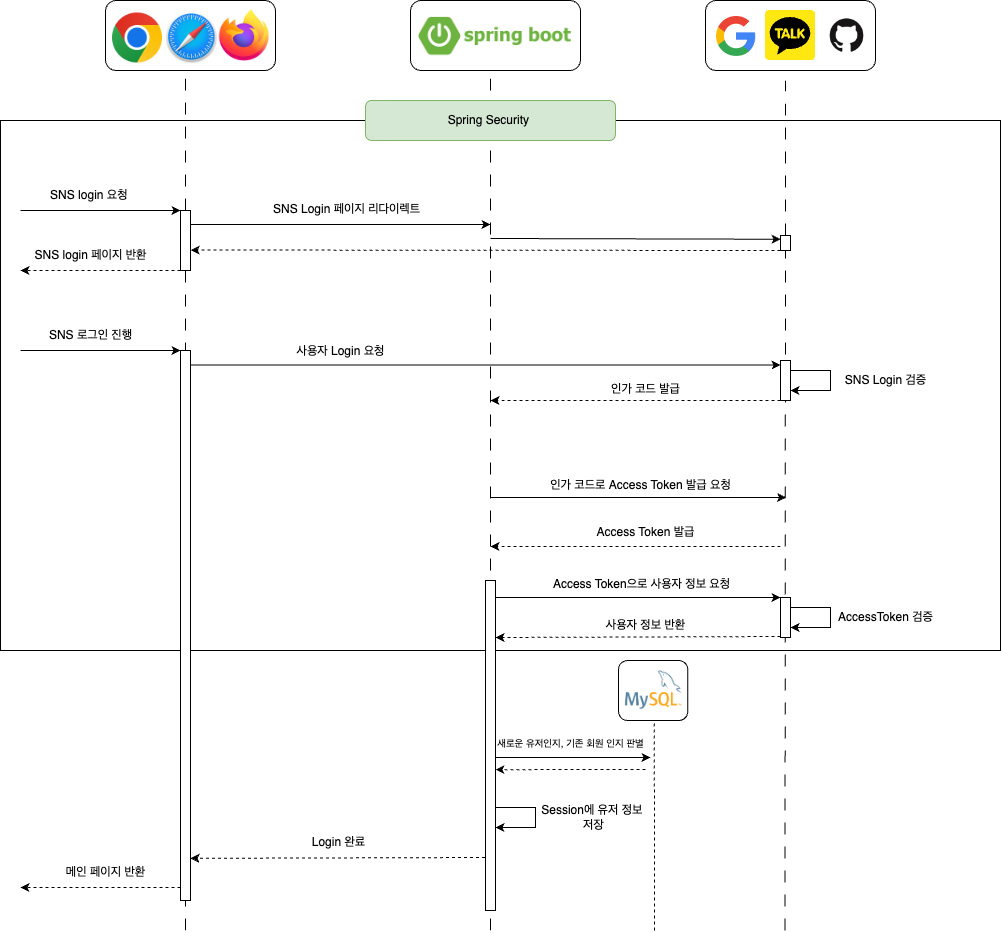 spring boot
TALK
Spring Security
SNS login 요청
SNS Login 페이지 리다이렉트
SNS login 페이지 반환
SNS 로그인 진행
사용자 Login 요청
SNS Login 검증
인가 코드 발급
인가 코드로 Access Token 발급 요청
Access Token 발급
Access Token으로 사용자 정보 요청
AccessToken 검증
사용자 정보 반환
MySQL
새로운 유저인지, 기존 회원 인지 판별
Session에 유저 정보
저장
Login 완료
메인 페이지 반환